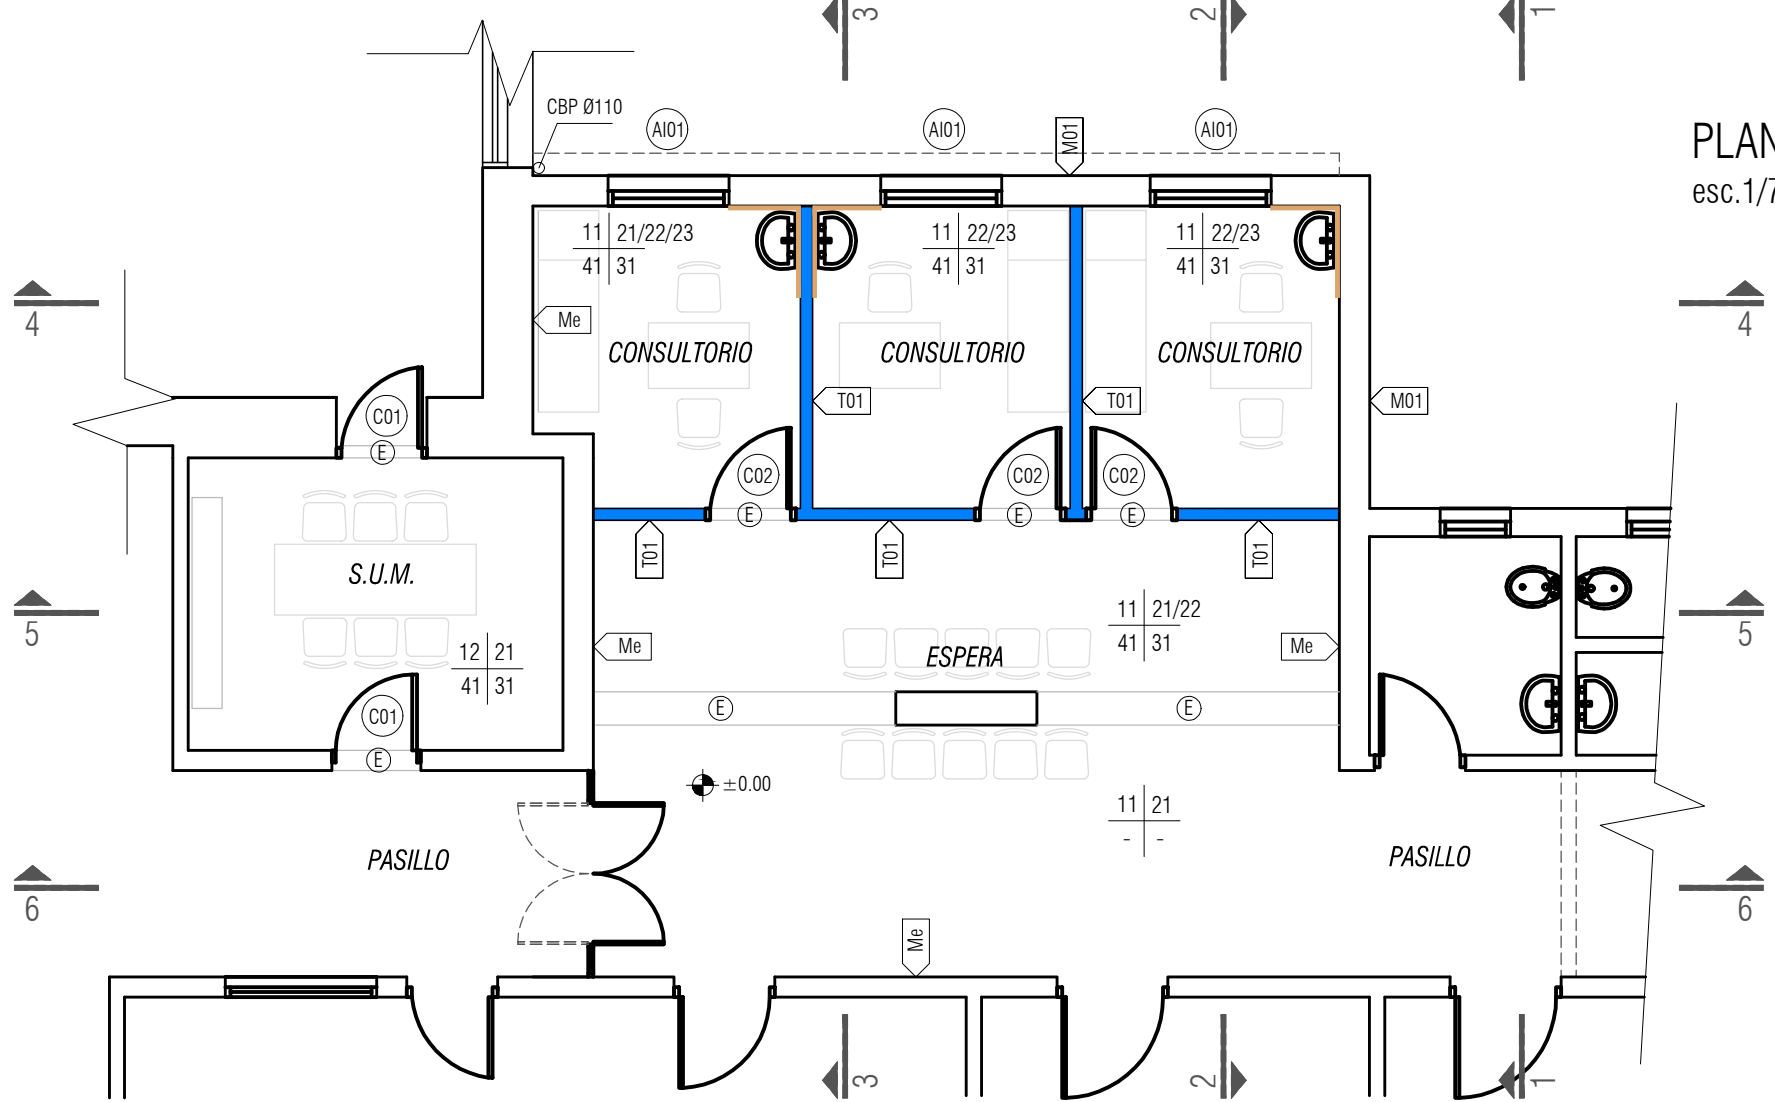 3
2
1
CBP Ø110
AI01
AI01
M01
AI01
PLAN
esc.1/7
11 21/22/23
41 31
11 22/23
41 31
11 22/23
41 31
4
4
Me
CONSULTORIO
CONSULTORIO
CONSULTORIO
T01
T01
M01
C01
E
C02
C02
C02
E
E
E
T01
T01
T01
S.U.M.
11 21/22
41 31
5
5
12 21
41 31
Me
ESPERA
Me
C01
E
E
E
±0.00
11 21
- -
PASILLO
PASILLO
6
6
Me
3
2
1